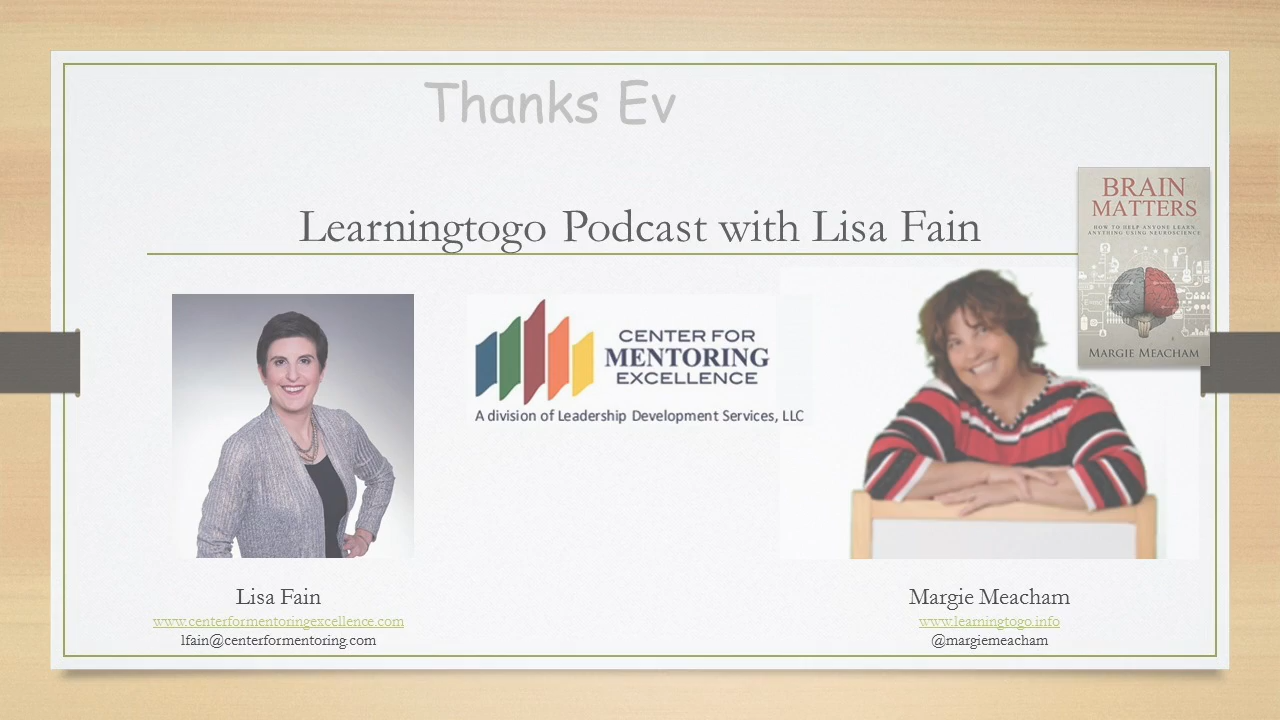 Thanks Ev
Learningtogo Podcast with Lisa Fain
BRAIN
MATTERS
HOW TO HELP ANYONE LEARN
ANYTHING USING NEUROSCIENCE
MARGIE MEACHAM
CENTER FOR
MENTORING
EXCELLENCE
A division of Leadership Development Services, LLC
Lisa Fain
www.centerformentoringexcellence.com
lfain@centerformentoring.com
Margie Meacham
www.learningtogo.info
@margiemeacham